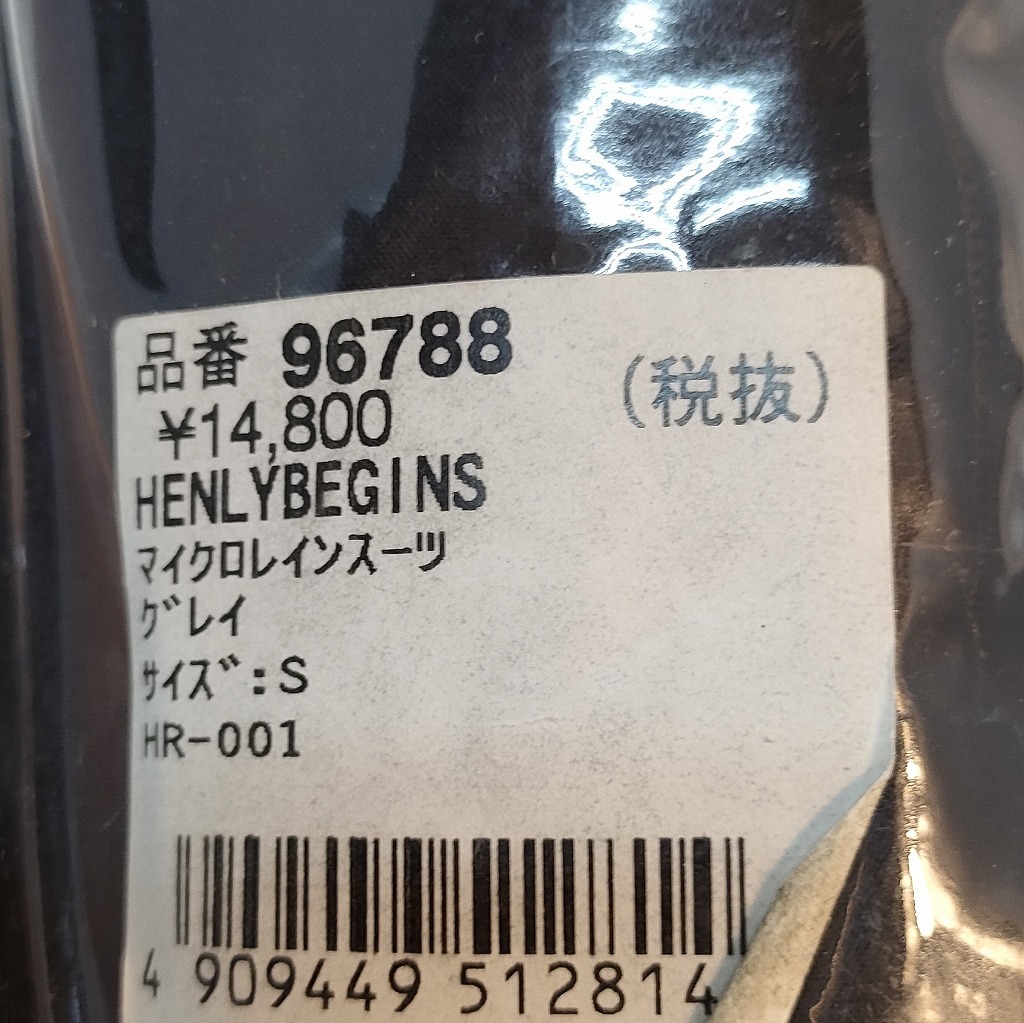 品番 96788
¥14,800 (税抜)
HENLYBEGINS
マイクロレインスーツ
グレイ
サイズ:S
HR-001
4 909449 512814